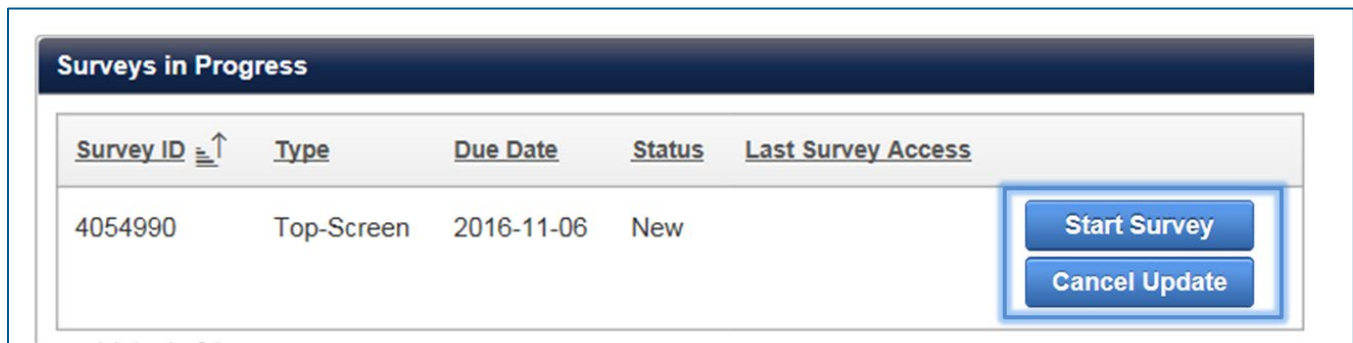 Surveys in Progress
Survey ID Type Due Date Status Last Survey Access
4054990 Top-Screen 2016-11-06 New Start Survey
Cancel Update